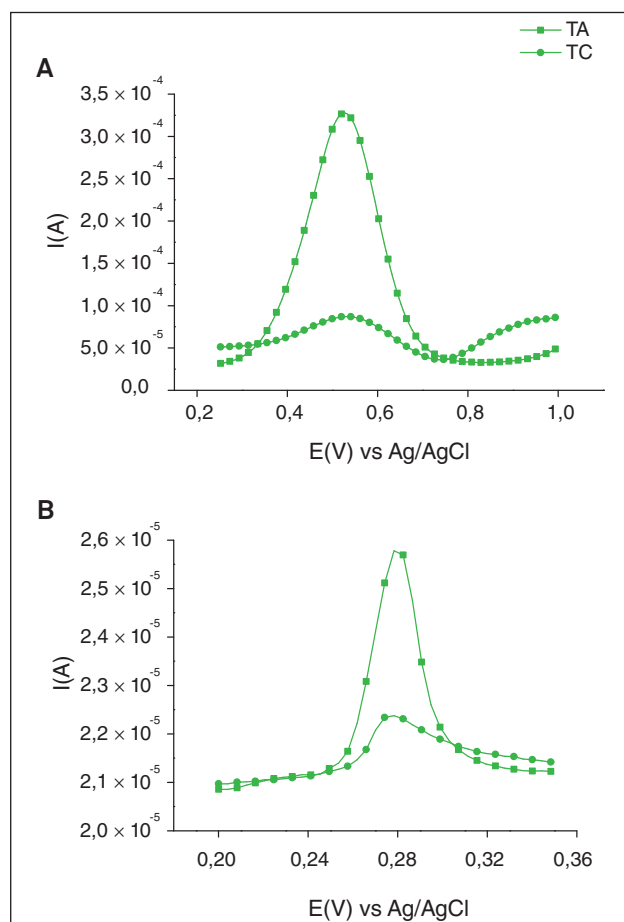 TA
TC
A
3,5 × 10⁻⁴
3,0 × 10⁻⁴
2,5 × 10⁻⁴
2,0 × 10⁻⁴
1,5 × 10⁻⁴
1,0 × 10⁻⁴
5,0 × 10⁻⁵
0,0
I(A)
0,2 0,4 0,6 0,8 1,0
E(V) vs Ag/AgCl
B
2,6 × 10⁻⁵
2,5 × 10⁻⁵
2,4 × 10⁻⁵
2,3 × 10⁻⁵
2,2 × 10⁻⁵
2,1 × 10⁻⁵
2,0 × 10⁻⁵
I(A)
0,20 0,24 0,28 0,32 0,36
E(V) vs Ag/AgCl